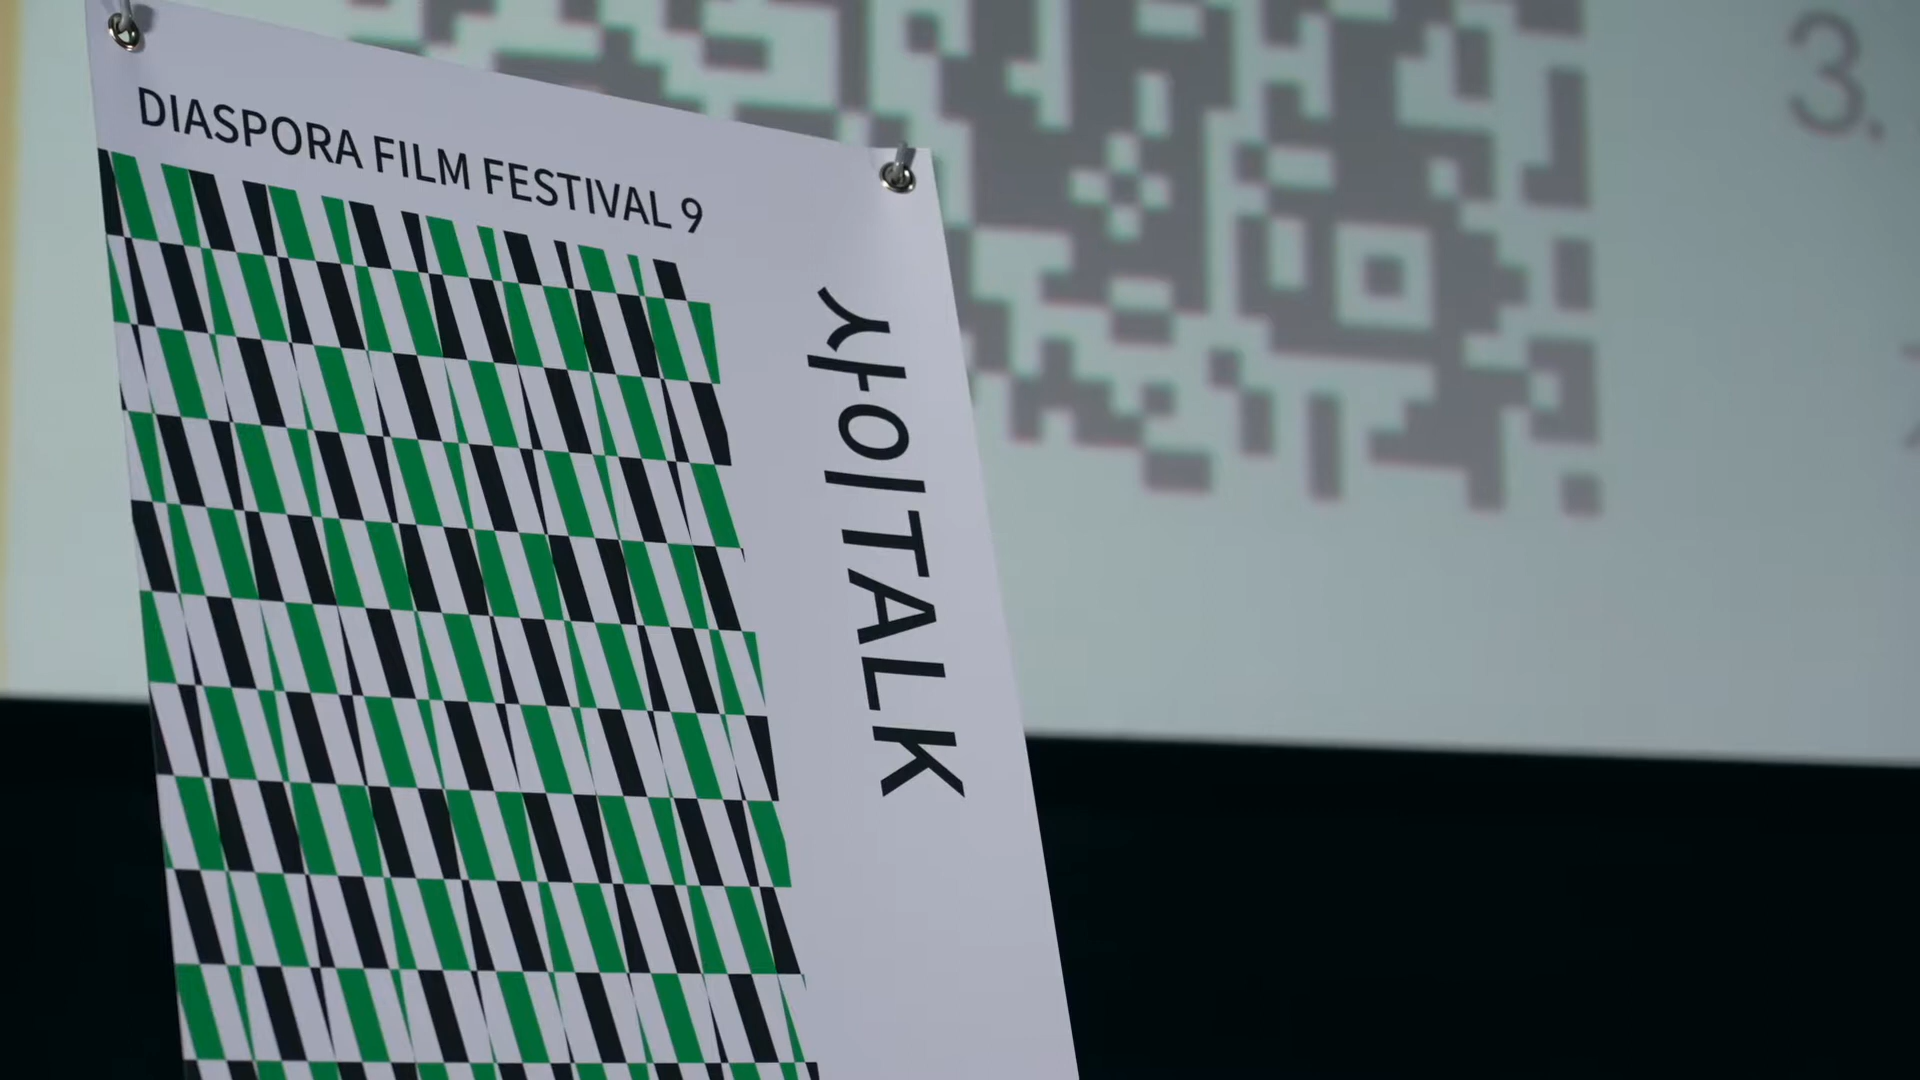 DIASPORA FILM FESTIVAL 9
사이TALK
3.